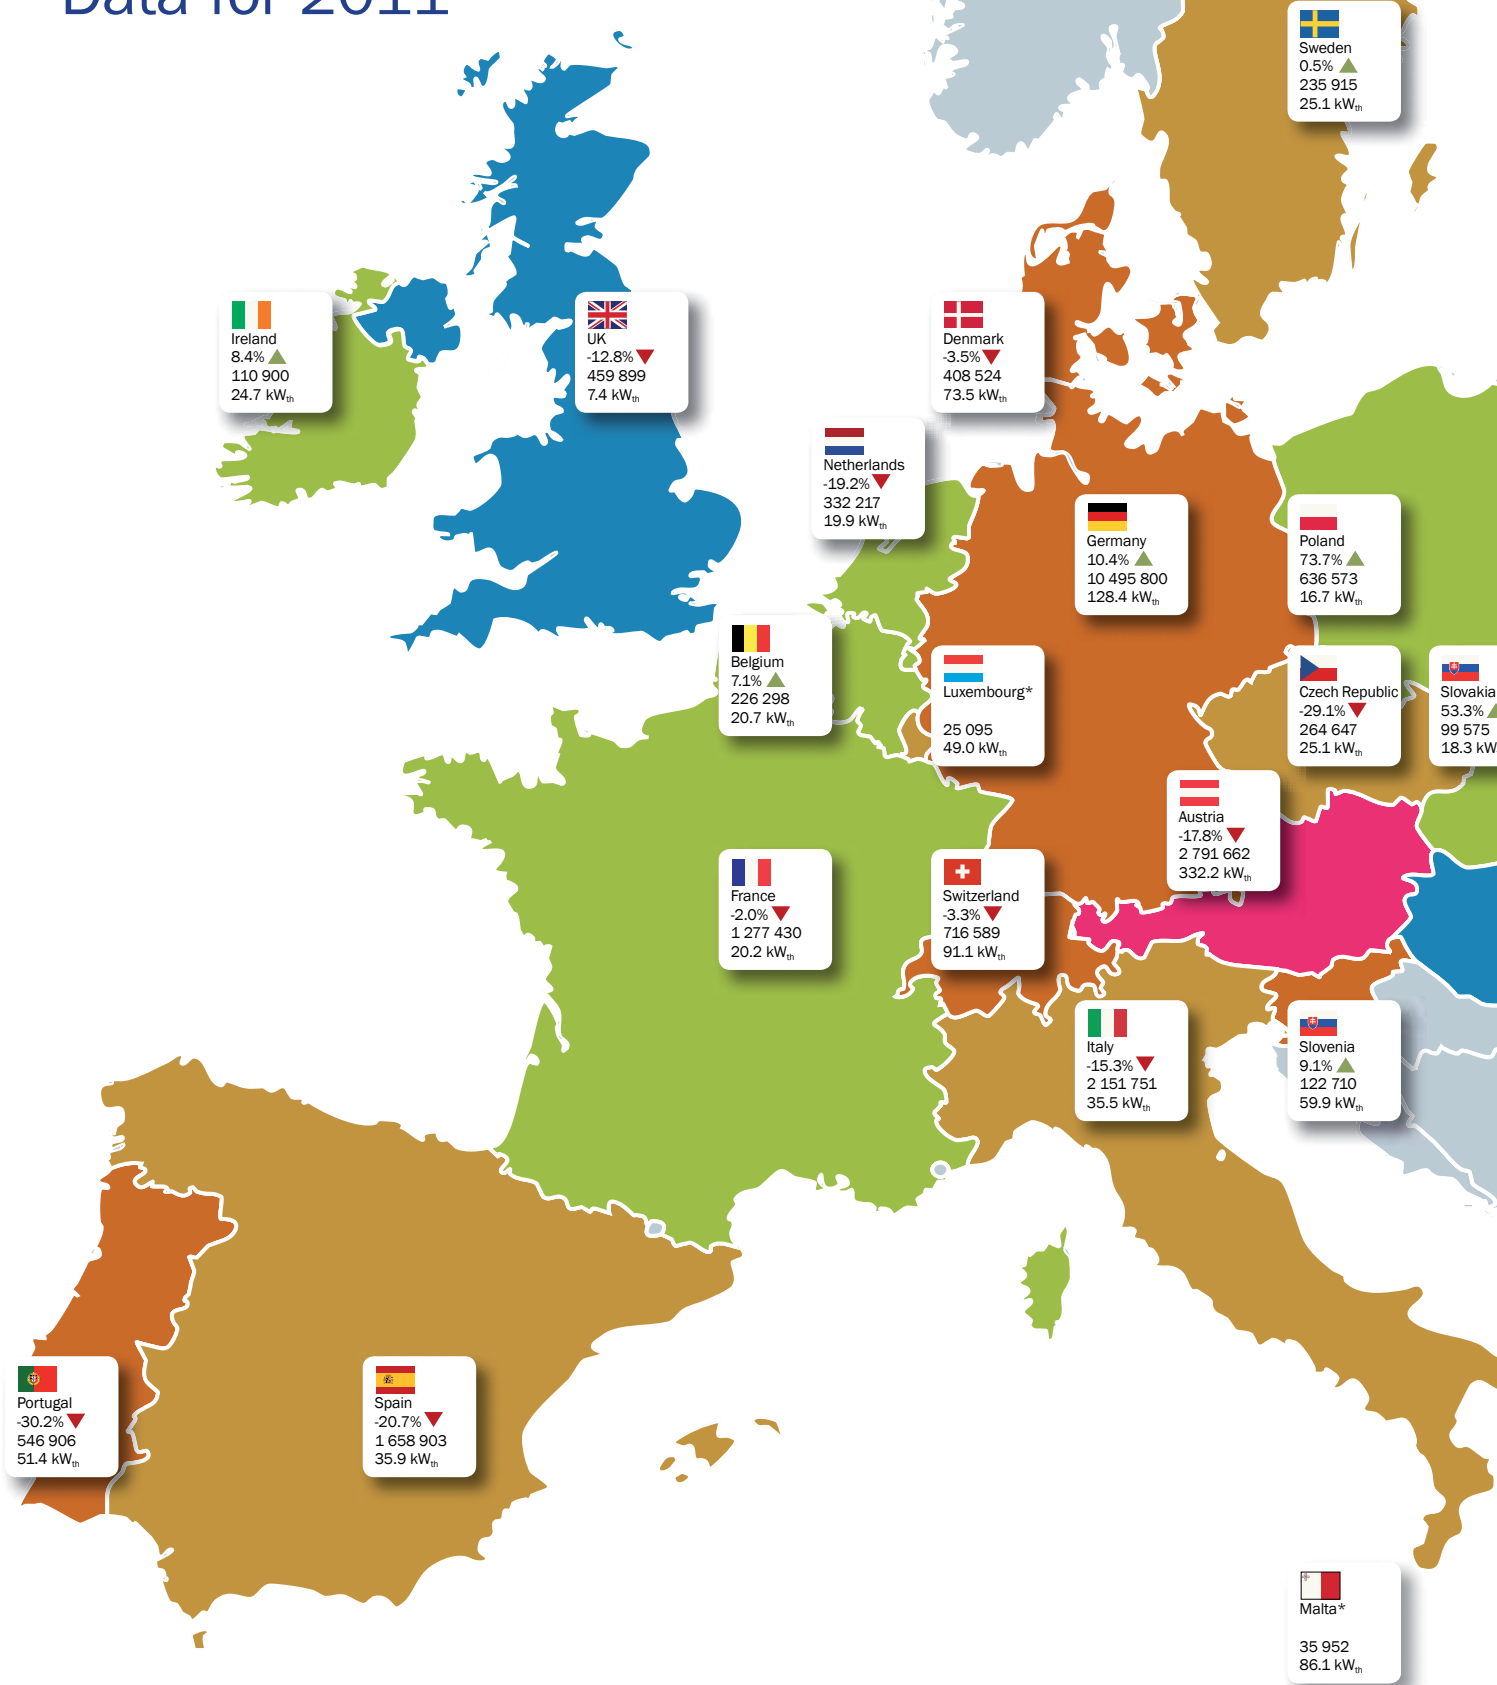 Data for 2011
Sweden
0.5%
235 915
25.1 kWth
Ireland
8.4%
110 900
24.7 kWth
UK
-12.8%
459 899
7.4 kWth
Denmark
-3.5%
408 524
73.5 kWth
Netherlands
-19.2%
332 217
19.9 kWth
Germany
10.4%
10 495 800
128.4 kWth
Poland
73.7%
636 573
16.7 kWth
Belgium
7.1%
226 298
20.7 kWth
Luxembourg*
25 095
49.0 kWth
Czech Republic
-29.1%
264 647
25.1 kWth
Slovakia
53.3%
99 575
18.3 kW
Austria
-17.8%
2 791 662
332.2 kWth
France
-2.0%
1 277 430
20.2 kWth
Switzerland
-3.3%
716 589
91.1 kWth
Italy
-15.3%
2 151 751
35.5 kWth
Slovenia
9.1%
122 710
59.9 kWth
Portugal
-30.2%
546 906
51.4 kWth
Spain
-20.7%
1 658 903
35.9 kWth
Malta*
35 952
86.1 kWth